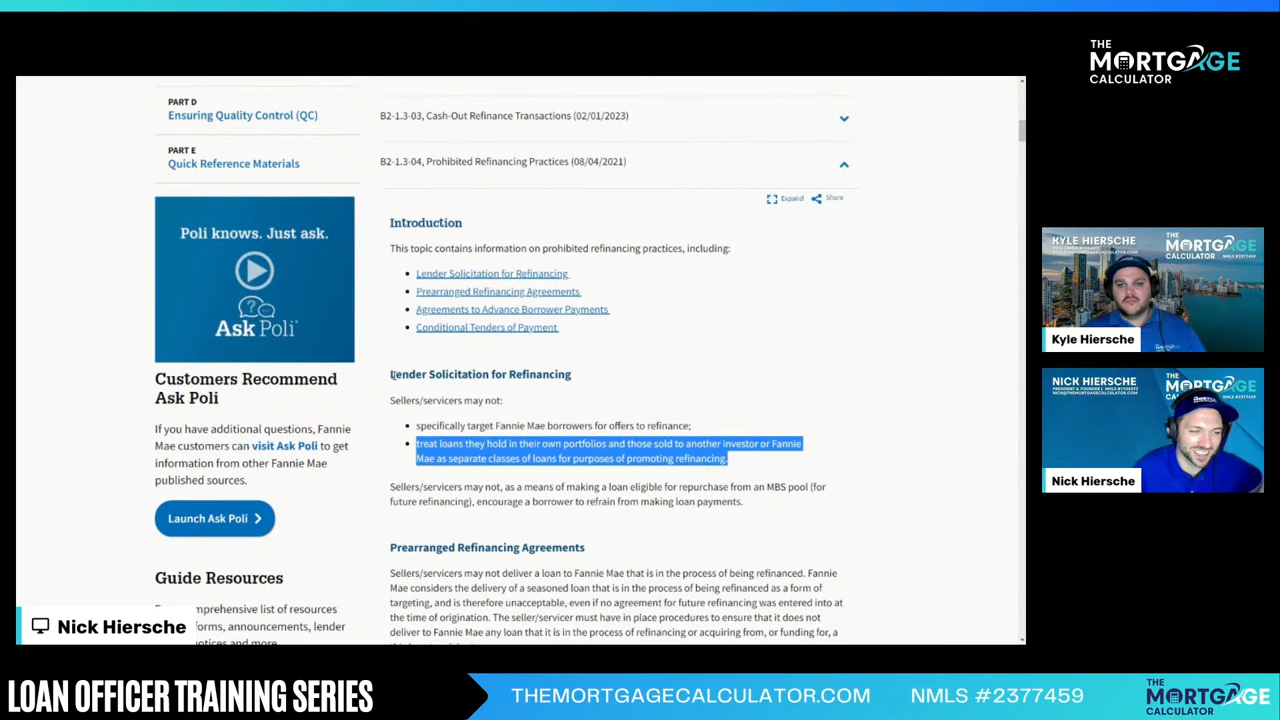 THE
MORTGAGE
CALCULATOR
PART D
Ensuring Quality Control (QC)
PART E
Quick Reference Materials
Poli knows. Just ask.
Ask Poli
Customers Recommend
Ask Poli
If you have additional questions, Fannie
Mae customers can visit Ask Poli to get
information from other Fannie Mae
published sources.
Launch Ask Poli
Guide Resources
mprehensive list of resources
orms, announcements, lender
notices and more
B2-1.3-03, Cash-Out Refinance Transactions (02/01/2023)
B2-1.3-04, Prohibited Refinancing Practices (08/04/2021)
Expand Share
Introduction
This topic contains information on prohibited refinancing practices, including:
Lender Solicitation for Refinancing
Prearranged Refinancing Agreements
Agreements to Advance Borrower Payments
Conditional Tenders of Payment
Lender Solicitation for Refinancing
Sellers/servicers may not:
specifically target Fannie Mae borrowers for offers to refinance;
treat loans they hold in their own portfolios and those sold to another investor or Fannie
Mae as separate classes of loans for purposes of promoting refinancing.
Sellers/servicers may not, as a means of making a loan eligible for repurchase from an MBS pool (for
future refinancing), encourage a borrower to refrain from making loan payments.
Prearranged Refinancing Agreements
Sellers/servicers may not deliver a loan to Fannie Mae that is in the process of being refinanced. Fannie
Mae considers the delivery of a seasoned loan that is in the process of being refinanced as a form of
targeting, and is therefore unacceptable, even if no agreement for future refinancing was entered into at
the time of origination. The seller/servicer must have in place procedures to ensure that it does not
deliver to Fannie Mae any loan that it is in the process of refinancing or acquiring from, or funding for, a
KYLE HIERSCHE
THE
MORTGAGE
CALCULATOR
NMLS #2377459
Kyle Hiersche
NICK HIERSCHE
THE
MORTGAGE
CALCULATOR
NMLS #2377459
Nick Hiersche
Nick Hiersche
LOAN OFFICER TRAINING SERIES
THEMORTGAGECALCULATOR.COM
NMLS #2377459
THE
MORTGAGE
CALCULATOR